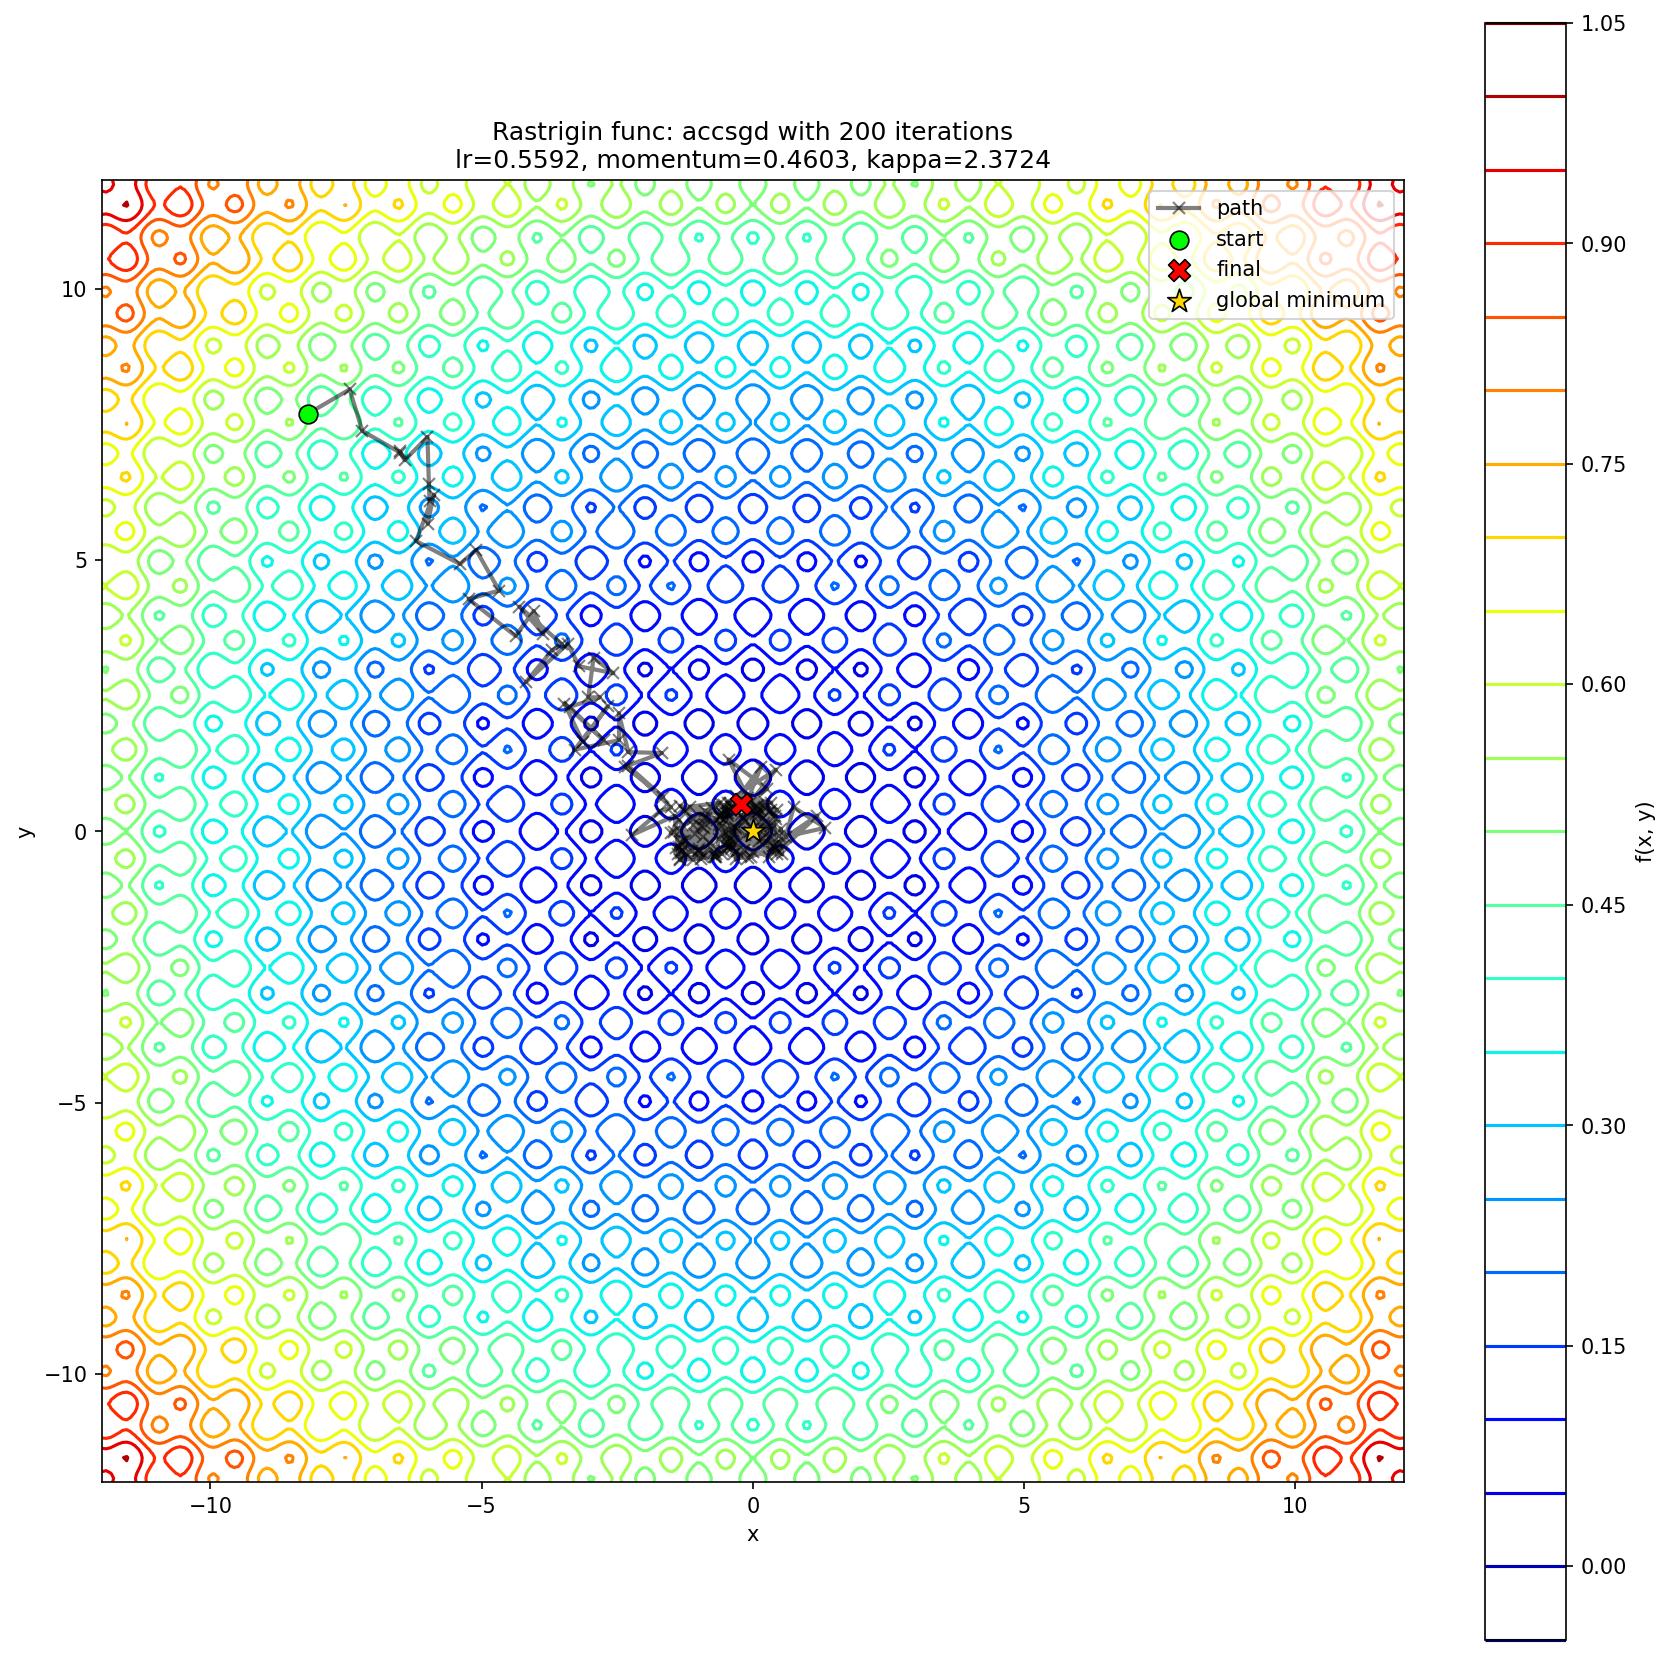 Rastrigin func: accsgd with 200 iterations
lr=0.5592, momentum=0.4603, kappa=2.3724
path
start
final
global minimum
10
5
0
−5
−10
y
−10
−5
0
5
10
x
1.05
0.90
0.75
0.60
0.45
0.30
0.15
0.00
f(x, y)